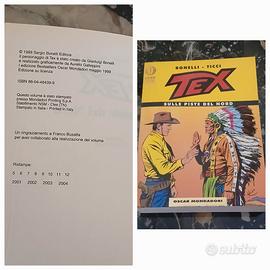 © 1999 Sergio Bonelli Editore
Il personaggio di Tex è stato creato da Gianluigi Bonelli
e realizzato graficamente da Aurelio Galleppini
I edizione Bestsellers Oscar Mondadori maggio 1999
Edizione su licenza
ISBN 88-04-46409-9
Questo volume è stato stampato
presso Mondadori Printing S.p.A.
Stabilimento NSM - Cles (TN)
Stampato in Italia - Printed in Italy
Un ringraziamento a Franco Busatta
per aver collaborato alla realizzazione del volume
Ristampe:
5 6 7 8 9 10 11 12
2001 2002 2003 2004
BONELLI - TICCI
TEX
SULLE PISTE DEL NORD
OSCAR MONDADORI
subito